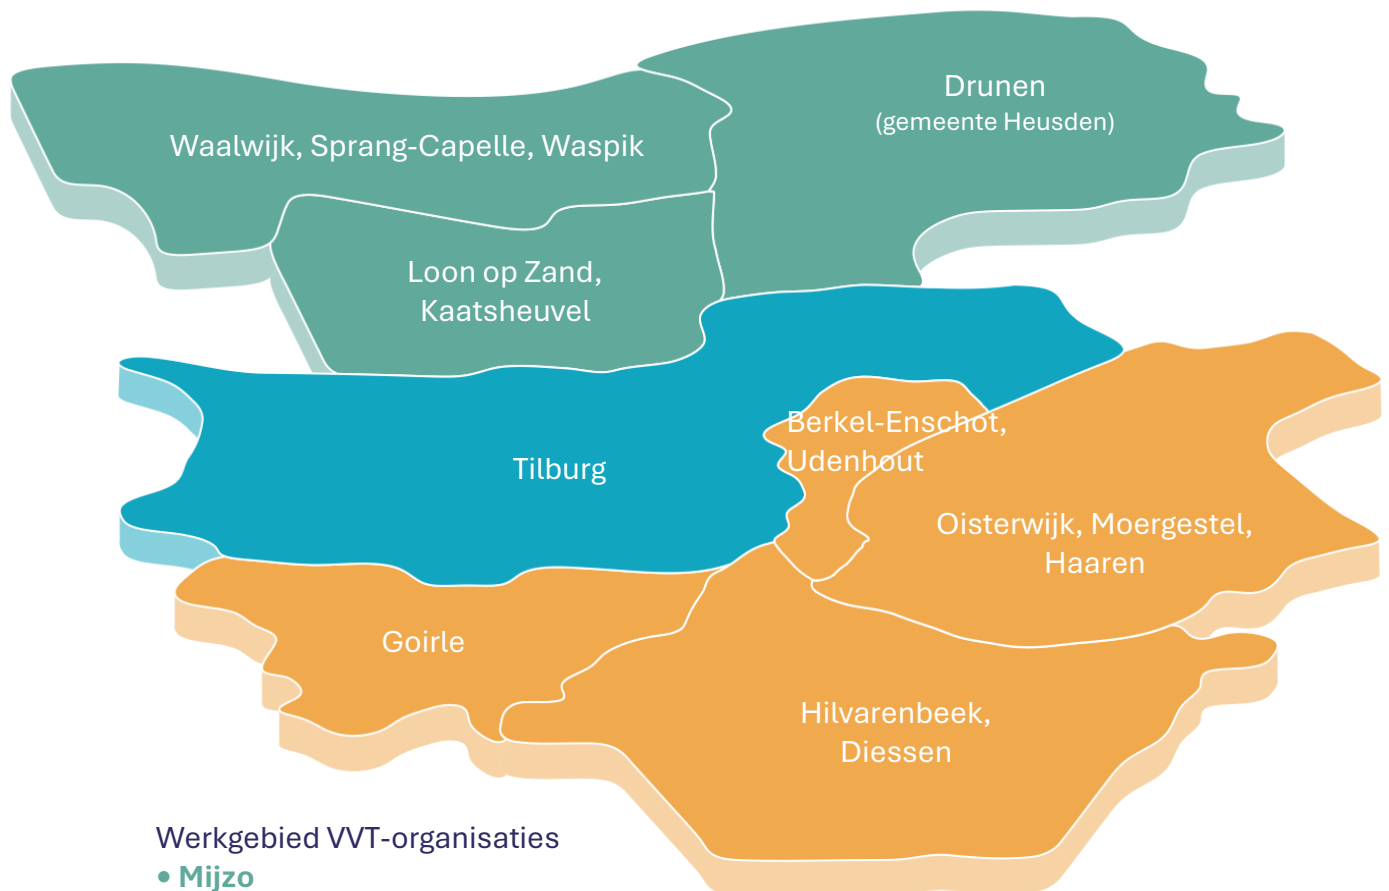 Drunen
(gemeente Heusden)
Waalwijk, Sprang-Capelle, Waspik
Loon op Zand,
Kaatsheuvel
Berkel-Enschot,
Udenhout
Tilburg
Oisterwijk, Moergestel,
Haaren
Goirle
Hilvarenbeek,
Diessen
Werkgebied VVT-organisaties
• Mijzo